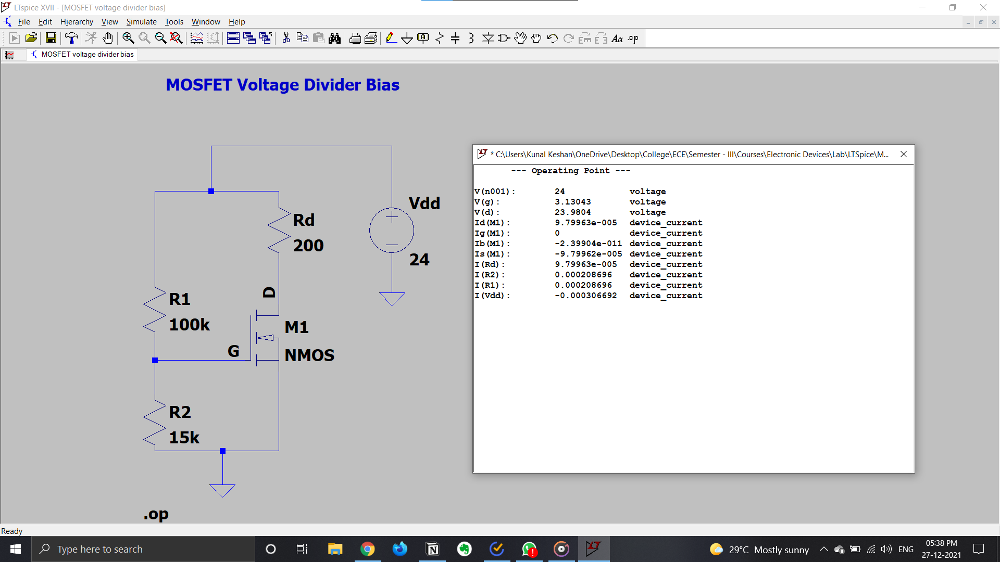 LTspice XVII - [MOSFET voltage divider bias]
File Edit Hierarchy View Simulate Tools Window Help
.op
MOSFET voltage divider bias
MOSFET Voltage Divider Bias
Vdd
24
Rd
200
R1
100k
D
M1
G
NMOS
R2
15k
.op
* C:\Users\Kunal Keshan\OneDrive\Desktop\College\ECE\Semester - III\Courses\Electronic Devices\Lab\LTSpice\M...
--- Operating Point ---
V(n001): 24 voltage
V(g): 3.13043 voltage
V(d): 23.9804 voltage
Id(M1): 9.79963e-005 device_current
Ig(M1): 0 device_current
Ib(M1): -2.39904e-011 device_current
Is(M1): -9.79962e-005 device_current
I(Rd): 9.79963e-005 device_current
I(R2): 0.000208696 device_current
I(R1): 0.000208696 device_current
I(Vdd): -0.000306692 device_current
Ready
Type here to search
29°C Mostly sunny
ENG
05:38 PM
27-12-2021